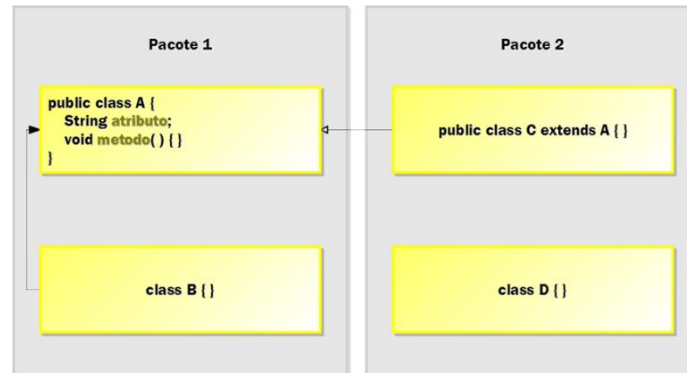 Pacote 1
public class A {
String atributo;
void metodo( ) { }
}
class B { }
Pacote 2
public class C extends A { }
class D { }